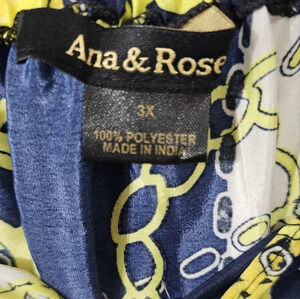 Ana & Rose
3X
100% POLYESTER
MADE IN INDIA